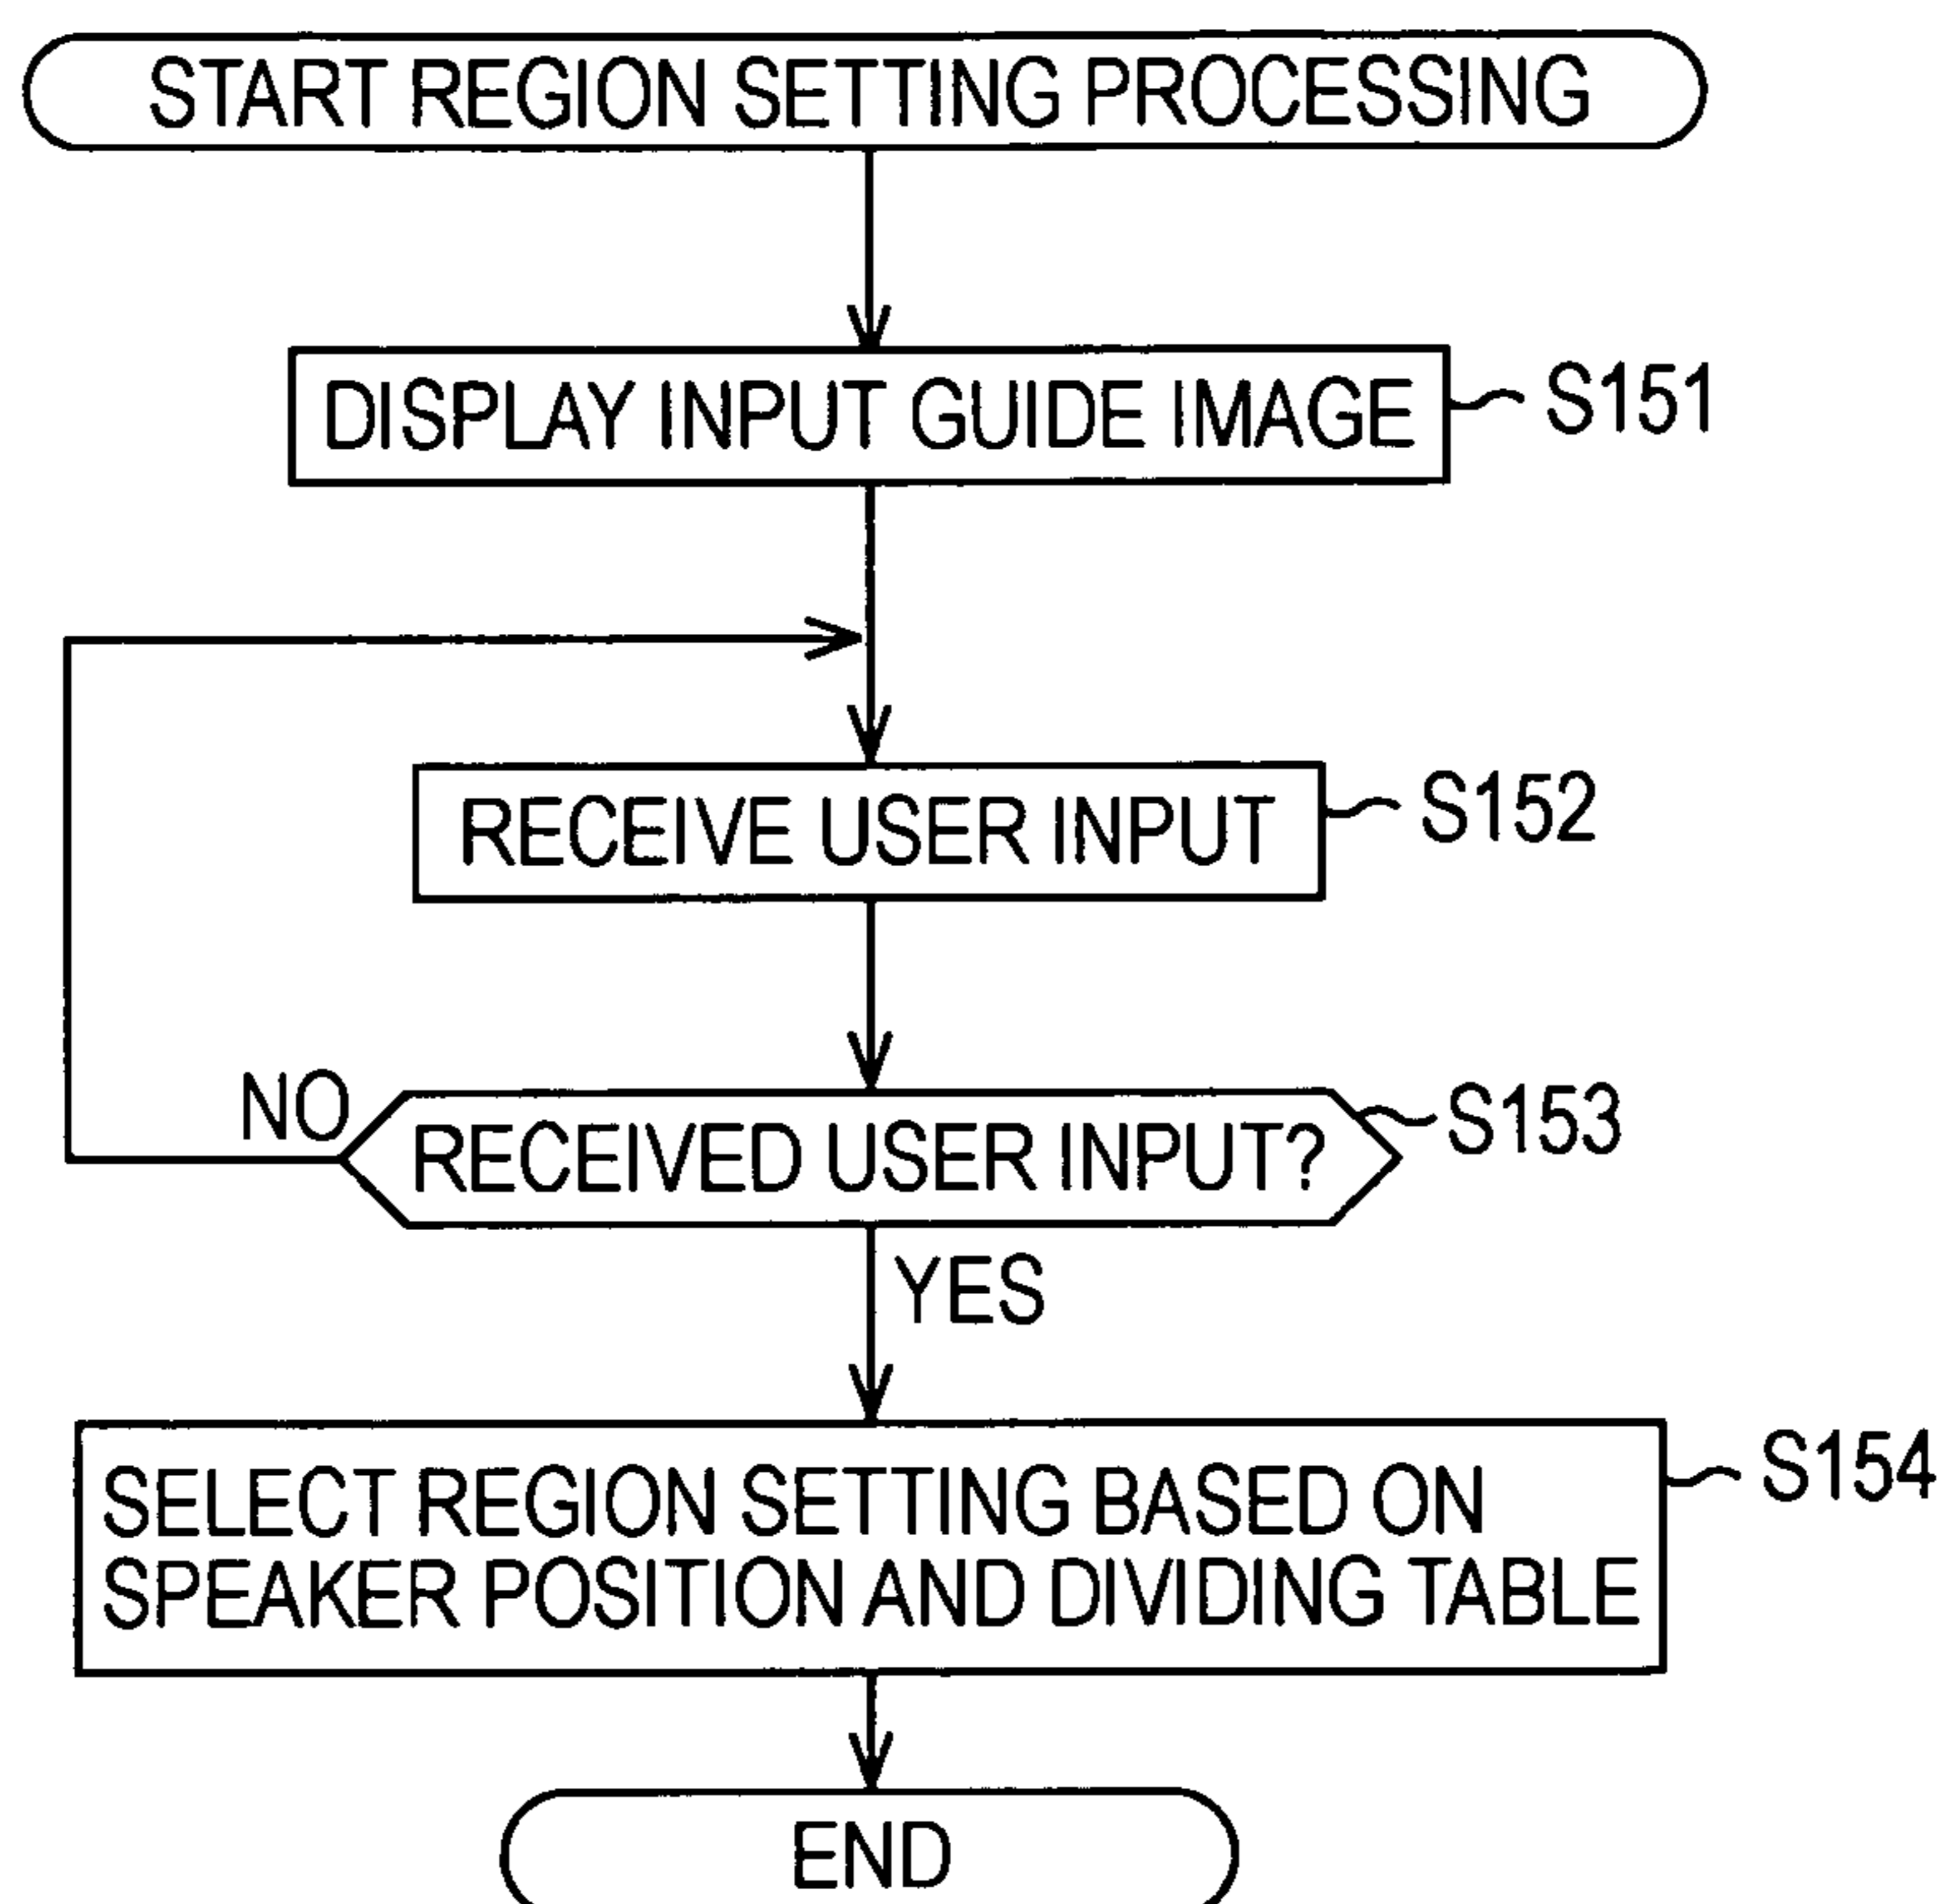 START REGION SETTING PROCESSING
DISPLAY INPUT GUIDE IMAGE
S151
RECEIVE USER INPUT
S152
NO
RECEIVED USER INPUT?
S153
YES
SELECT REGION SETTING BASED ON
SPEAKER POSITION AND DIVIDING TABLE
S154
END